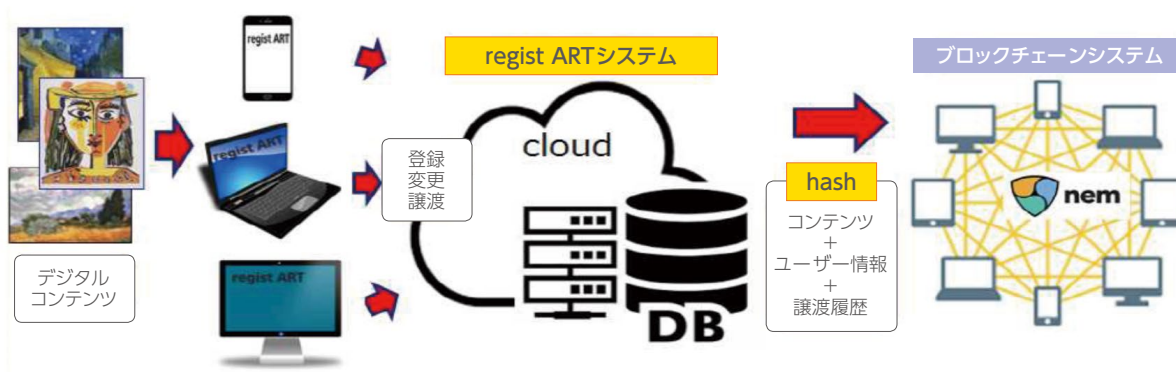 デジタル
コンテンツ
regist ART
regist ART
regist ART
登録
変更
譲渡
regist ARTシステム
cloud
DB
hash
コンテンツ
+
ユーザー情報
+
譲渡履歴
ブロックチェーンシステム
nem